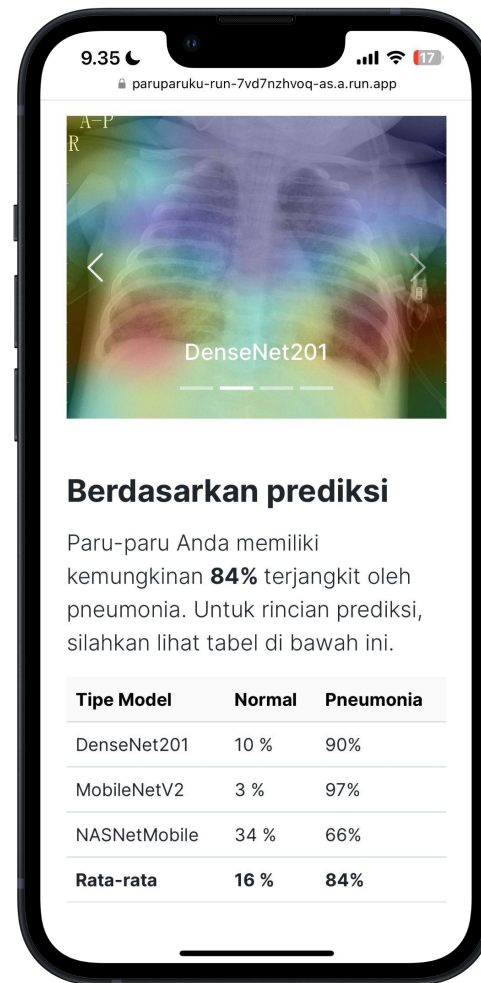 9.35
17
paruparuku-run-7vd7nzhvoq-as.a.run.app
A-P
R
DenseNet201
Berdasarkan prediksi
Paru-paru Anda memiliki
kemungkinan 84% terjangkit oleh
pneumonia. Untuk rincian prediksi,
silahkan lihat tabel di bawah ini.
Tipe Model Normal Pneumonia
DenseNet201 10 % 90%
MobileNetV2 3 % 97%
NASNetMobile 34 % 66%
Rata-rata 16 % 84%